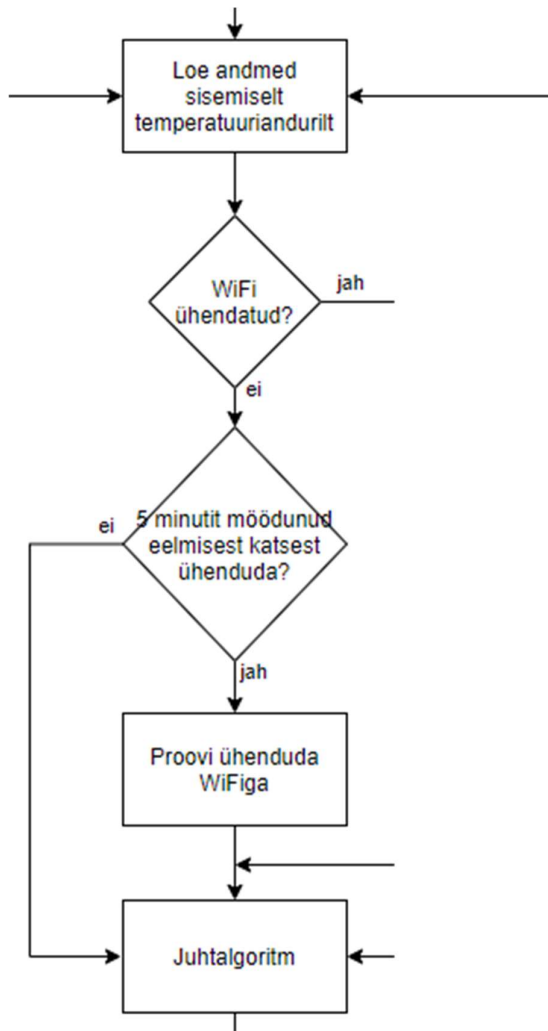 Loe andmed
sisemiselt
temperatuuriandurilt
WiFi
ühendatud?
jah
ei
5 minutit möödunud
eelmisest katsest
ühenduda?
ei
jah
Proovi ühenduda
WiFiga
Juhtalgoritm